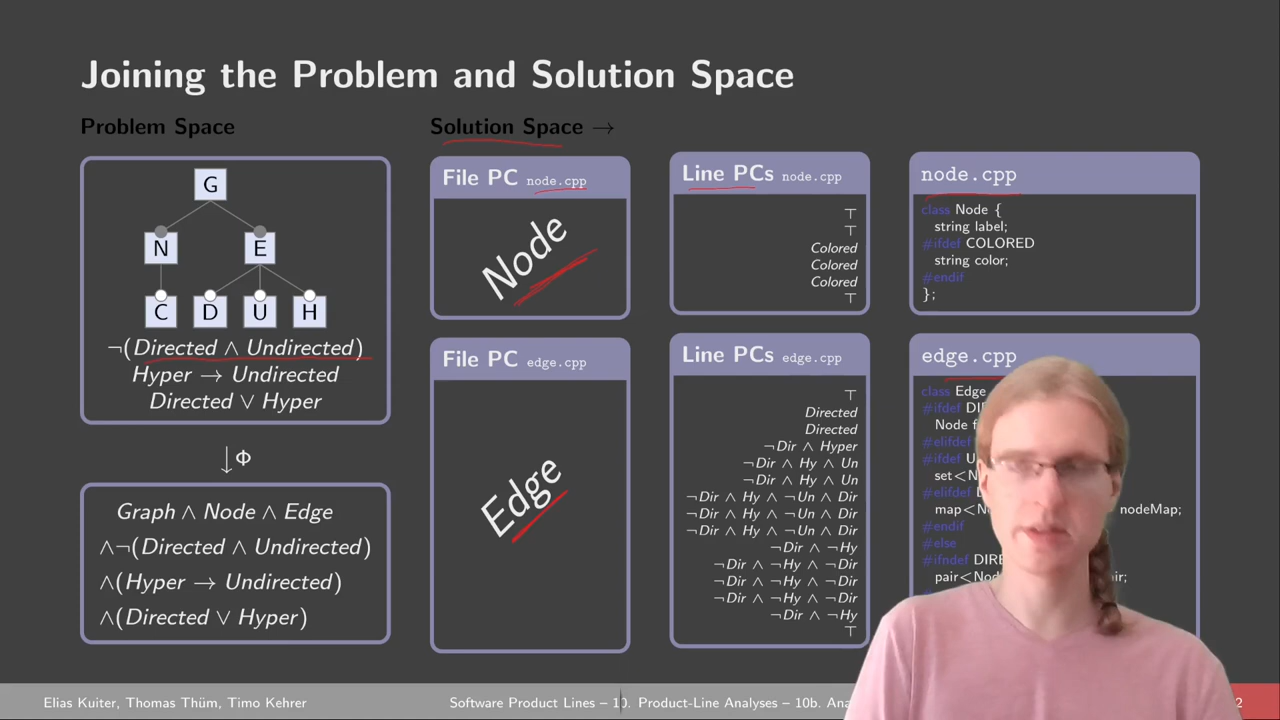 Joining the Problem and Solution Space
Problem Space
Solution Space →
G
N E
C D U H
¬(Directed ∧ Undirected)
Hyper → Undirected
Directed ∨ Hyper
↓Φ
Graph ∧ Node ∧ Edge
∧¬(Directed ∧ Undirected)
∧(Hyper → Undirected)
∧(Directed ∨ Hyper)
File PC node.cpp
Node
File PC edge.cpp
Edge
Line PCs node.cpp
⊤
⊤
Colored
Colored
Colored
⊤
Line PCs edge.cpp
⊤
Directed
Directed
¬Dir ∧ Hyper
¬Dir ∧ Hy ∧ Un
¬Dir ∧ Hy ∧ Un
¬Dir ∧ Hy ∧ ¬Un ∧ Dir
¬Dir ∧ Hy ∧ ¬Un ∧ Dir
¬Dir ∧ Hy ∧ ¬Un ∧ Dir
¬Dir ∧ ¬Hy
¬Dir ∧ ¬Hy ∧ ¬Dir
¬Dir ∧ ¬Hy ∧ ¬Dir
¬Dir ∧ ¬Hy ∧ ¬Dir
¬Dir ∧ ¬Hy
⊤
node.cpp
class Node {
string label;
#ifdef COLORED
string color;
#endif
};
edge.cpp
class Edge
#ifdef
Node
#elifdef
#ifdef
set<
#elifdef
map< nodeMap;
#endif
#else
#ifndef
pair<
Elias Kuiter, Thomas Thüm, Timo Kehrer
Software Product Lines – 10. Product-Line Analyses – 10b.